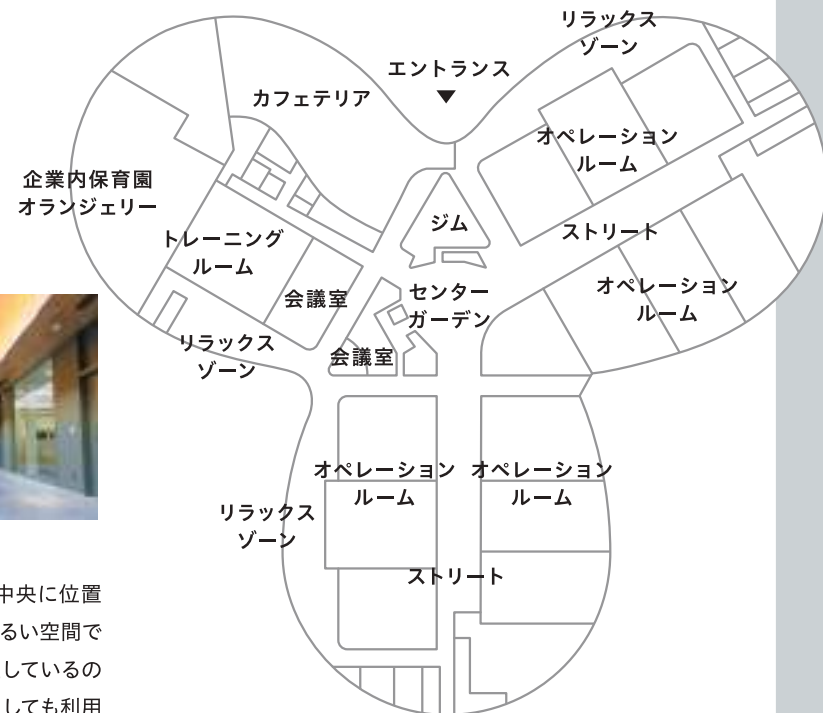 リラックス
ゾーン
エントランス
カフェテリア
オペレーション
ルーム
企業内保育園
オランジェリー
ジム
ストリート
トレーニング
ルーム
会議室
センター
ガーデン
オペレーション
ルーム
リラックス
ゾーン
会議室
オペレーション
ルーム
オペレーション
ルーム
リラックス
ゾーン
ストリート
中央に位置
るい空間で
しているの
しても利用